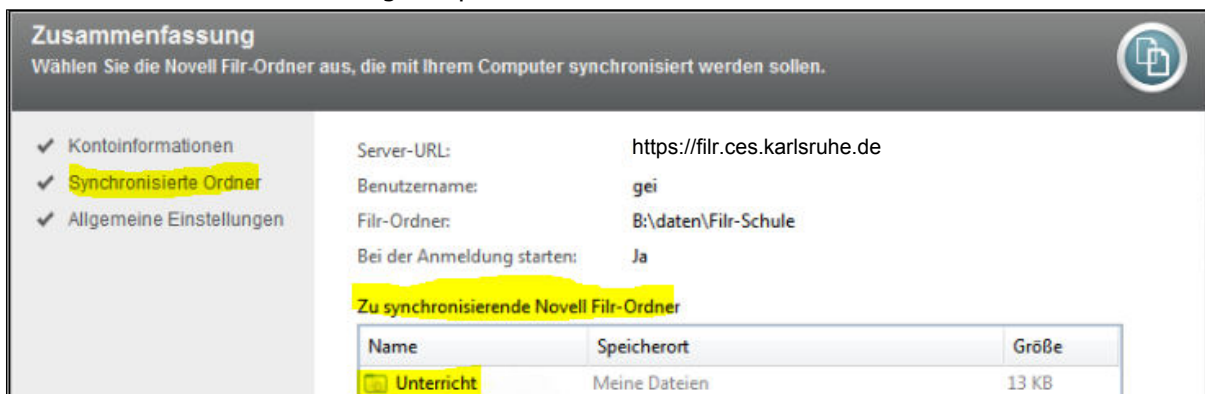 Zusammenfassung
Wählen Sie die Novell Filr-Ordner aus, die mit Ihrem Computer synchronisiert werden sollen.
✔ Kontoinformationen
✔ Synchronisierte Ordner
✔ Allgemeine Einstellungen
Server-URL: https://filr.ces.karlsruhe.de
Benutzername: gei
Filr-Ordner: B:\daten\Filr-Schule
Bei der Anmeldung starten: Ja
Zu synchronisierende Novell Filr-Ordner
Name Speicherort Größe
Unterricht Meine Dateien 13 KB